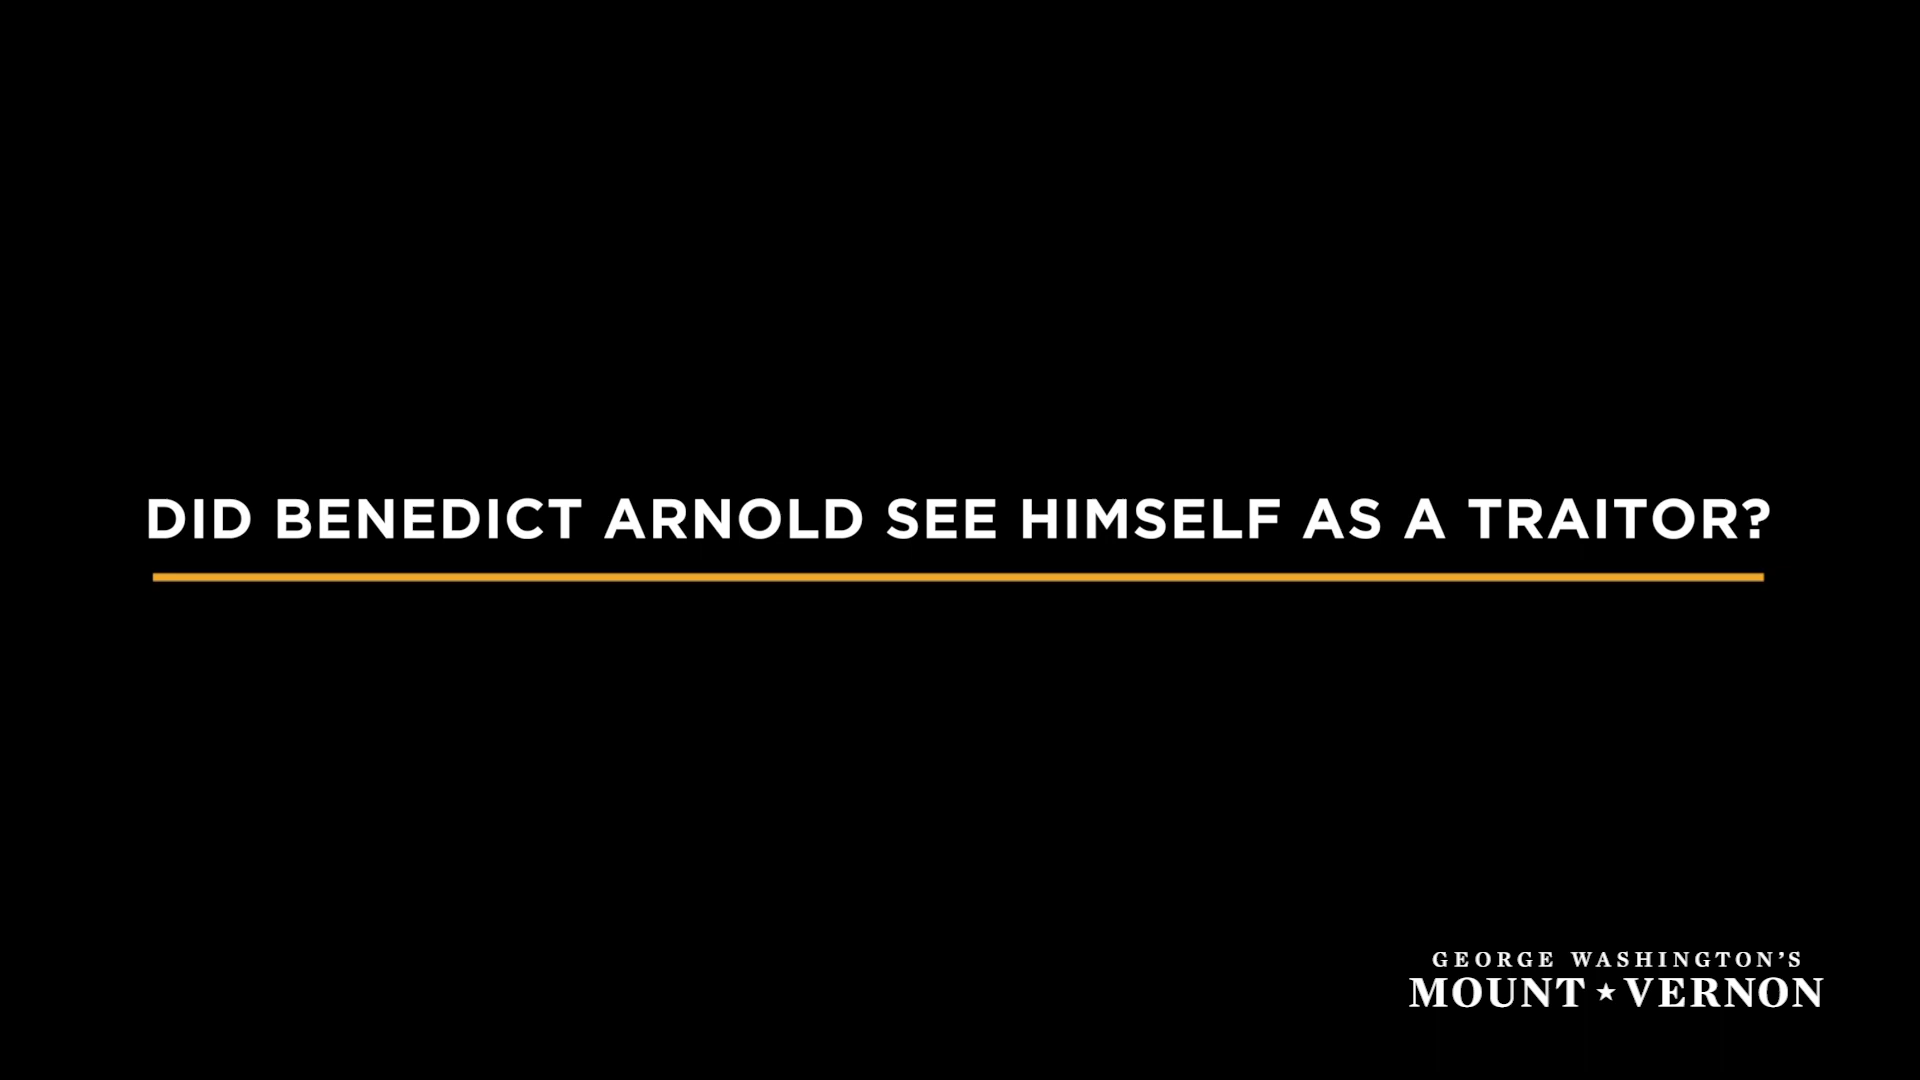 DID BENEDICT ARNOLD SEE HIMSELF AS A TRAITOR?
GEORGE WASHINGTON'S
MOUNT★VERNON